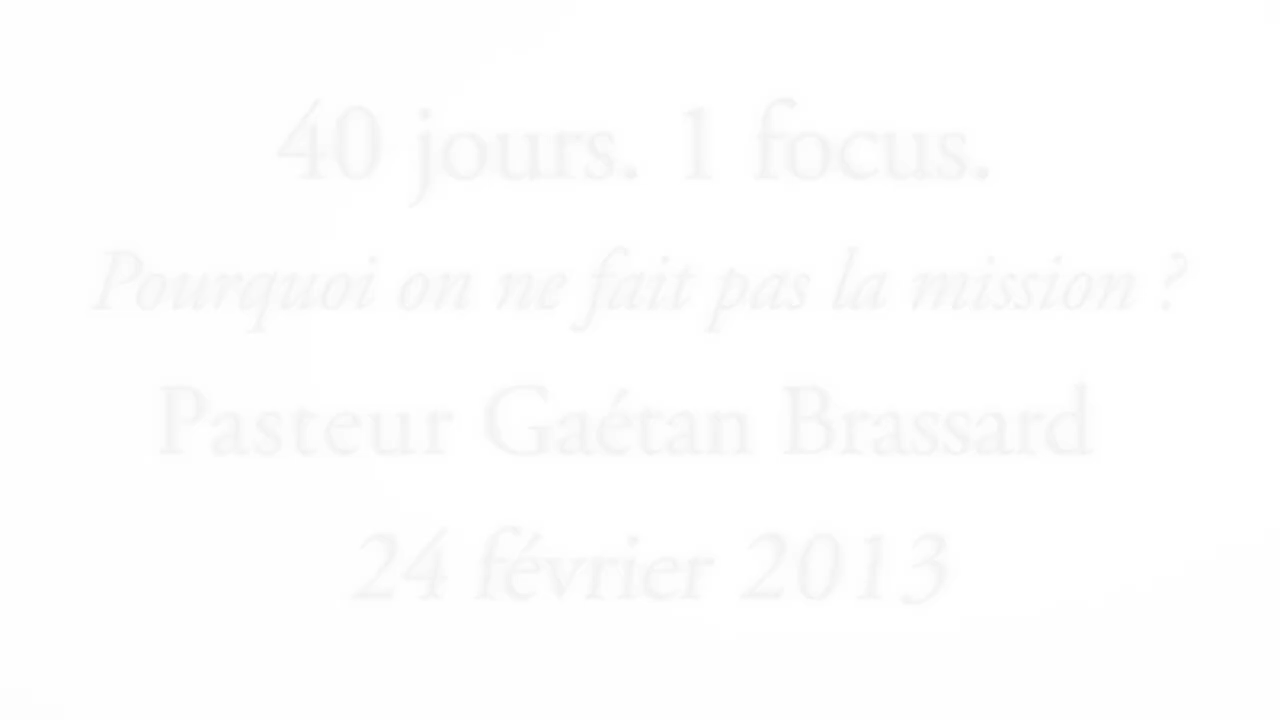 40 jours. 1 focus.
Pourquoi on ne fait pas la mission ?
Pasteur Gaétan Brassard
24 février 2013